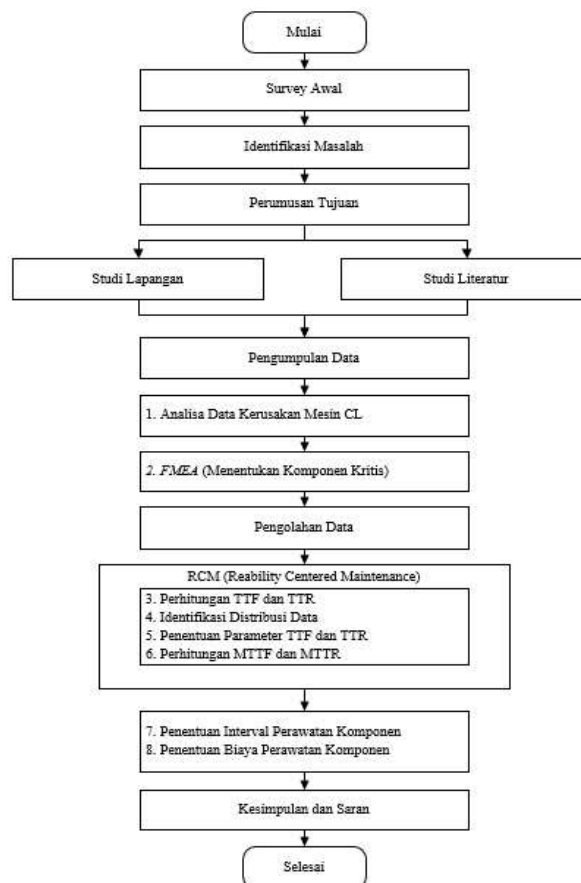 Mulai
Survey Awal
Identifikasi Masalah
Perumusan Tujuan
Studi Lapangan
Studi Literatur
Pengumpulan Data
1. Analisa Data Kerusakan Mesin CL
2. FMEA (Menentukan Komponen Kritis)
Pengolahan Data
RCM (Reability Centered Maintenance)
3. Perhitungan TTF dan TTR
4. Identifikasi Distribusi Data
5. Penentuan Parameter TTF dan TTR
6. Perhitungan MTTF dan MTTR
7. Penentuan Interval Perawatan Komponen
8. Penentuan Biaya Perawatan Komponen
Kesimpulan dan Saran
Selesai